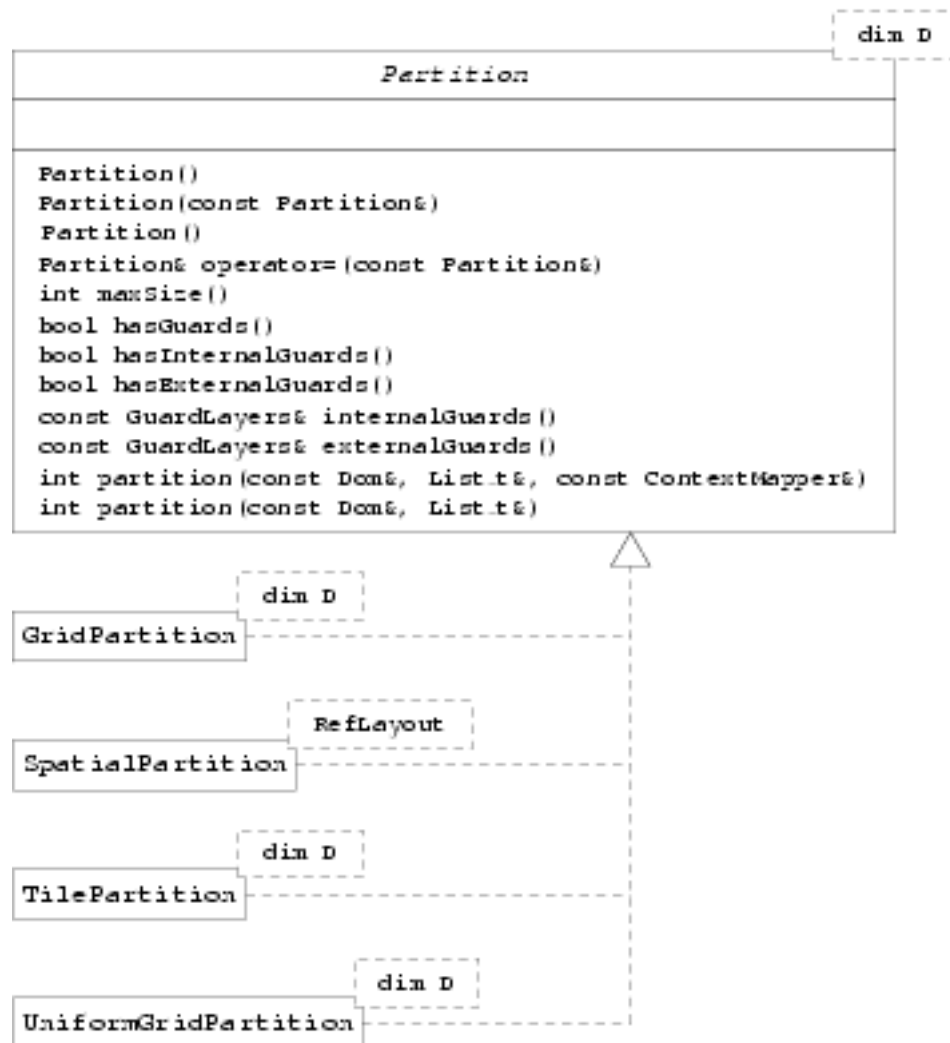 dim D
Partition
Partition()
Partition(const Partition&)
Partition()
Partition& operator=(const Partition&)
int maxSize()
bool hasGuards()
bool hasInternalGuards()
bool hasExternalGuards()
const GuardLayers& internalGuards()
const GuardLayers& externalGuards()
int partition(const Dom&, List_t&, const ContextMapper&)
int partition(const Dom&, List_t&)
dim D
GridPartition
RefLayout
SpatialPartition
dim D
TilePartition
dim D
UniformGridPartition